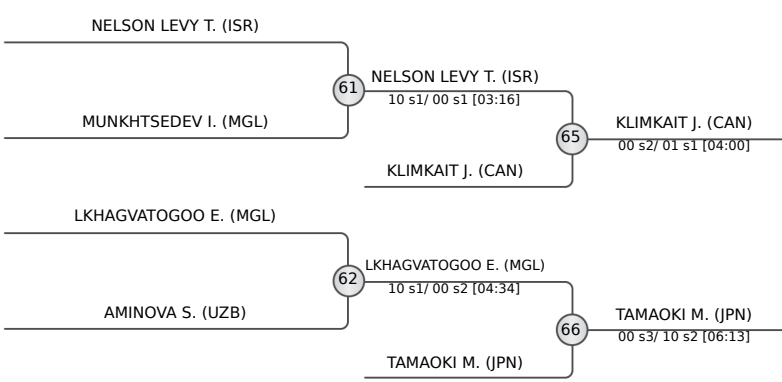 NELSON LEVY T. (ISR)
MUNKHTSEDEV I. (MGL)
61
NELSON LEVY T. (ISR)
10 s1/ 00 s1 [03:16]
KLIMKAIT J. (CAN)
65
KLIMKAIT J. (CAN)
00 s2/ 01 s1 [04:00]
LKHAGVATOGOO E. (MGL)
AMINOVA S. (UZB)
62
LKHAGVATOGOO E. (MGL)
10 s1/ 00 s2 [04:34]
TAMAOKI M. (JPN)
66
TAMAOKI M. (JPN)
00 s3/ 10 s2 [06:13]